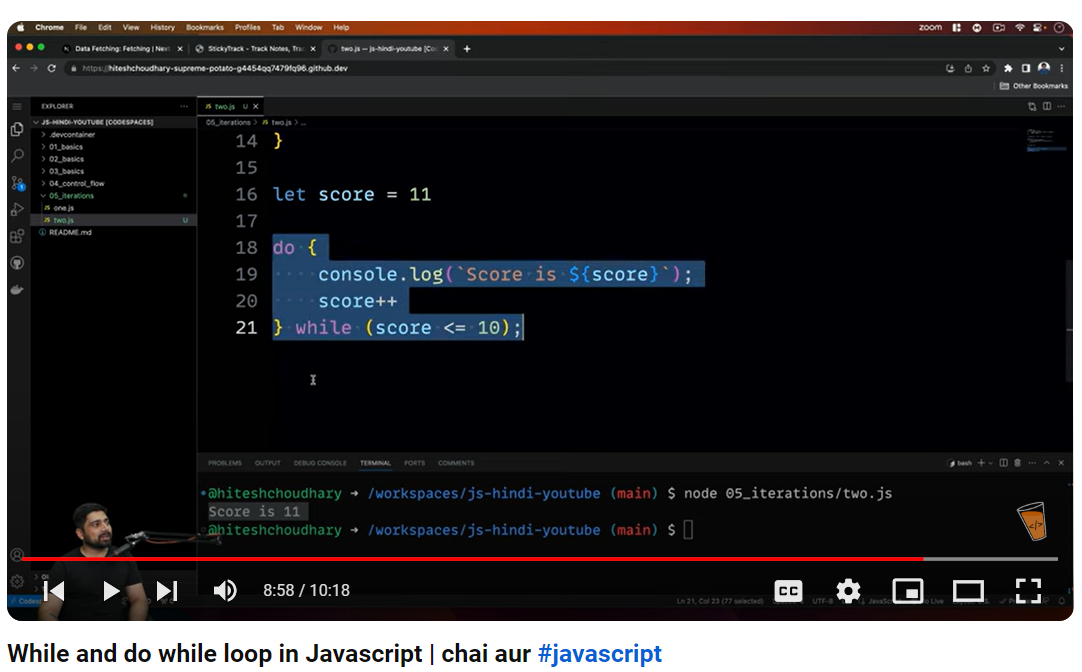 Chrome File Edit View History Bookmarks Profiles Tab Window Help zoom
Data Fetching: Fetching | Next StickyTrack - Track Notes, Trac two.js — js-hindi-youtube [Co
https://hiteshchoudhary-supreme-potato-g4454qq7479fq96.github.dev
Other Bookmarks
EXPLORER
JS-HINDI-YOUTUBE [CODESPACES]
.devcontainer
01_basics
02_basics
03_basics
04_control_flow
05_iterations
JS one.js
JS two.js U
README.md
JS two.js U
05_iterations > JS two.js > ...
14 }
15
16 let score = 11
17
18 do {
19 console.log(`Score is ${score}`);
20 score++
21 } while (score <= 10);
PROBLEMS OUTPUT DEBUG CONSOLE TERMINAL PORTS COMMENTS
bash
@hiteshchoudhary ➜ /workspaces/js-hindi-youtube (main) $ node 05_iterations/two.js
Score is 11
@hiteshchoudhary ➜ /workspaces/js-hindi-youtube (main) $
</>
8:58 / 10:18
CC
Ln 21, Col 23 (77 selected) UTF-8
While and do while loop in Javascript | chai aur #javascript